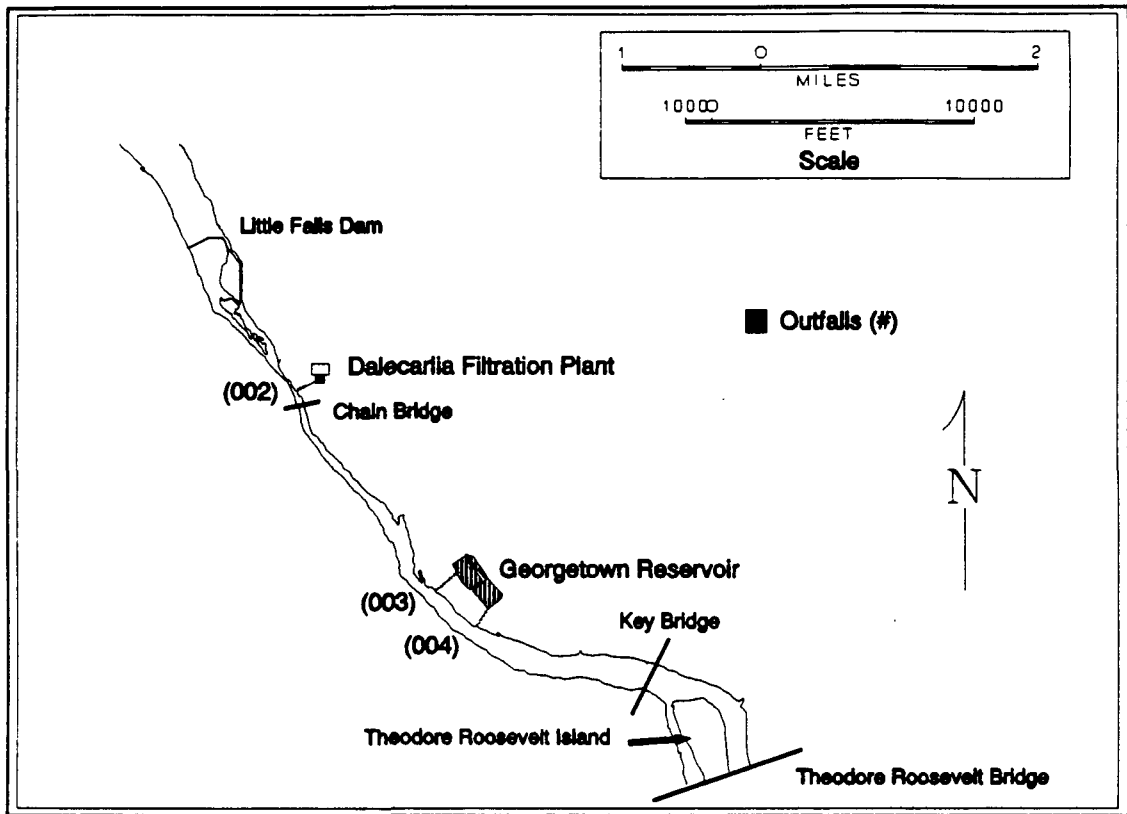 1 0 2
MILES
10000 10000
FEET
Scale
Little Falls Dam
Outfalls (#)
Dalecarlia Filtration Plant
(002)
Chain Bridge
N
Georgetown Reservoir
(003)
Key Bridge
(004)
Theodore Roosevelt Island
Theodore Roosevelt Bridge